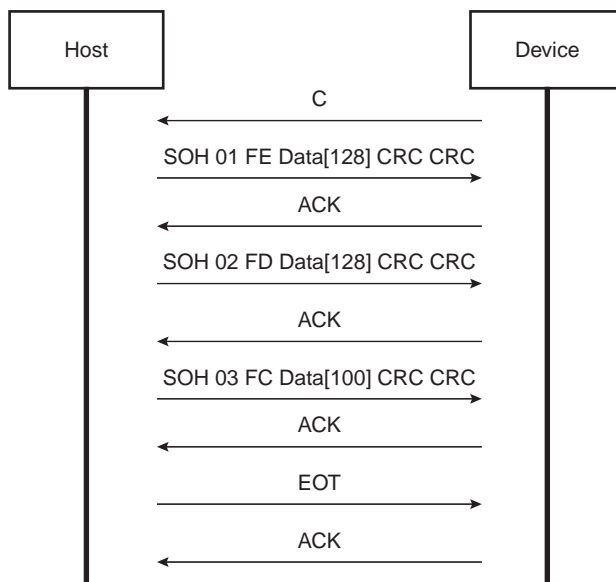 Host
Device
C
SOH 01 FE Data[128] CRC CRC
ACK
SOH 02 FD Data[128] CRC CRC
ACK
SOH 03 FC Data[100] CRC CRC
ACK
EOT
ACK